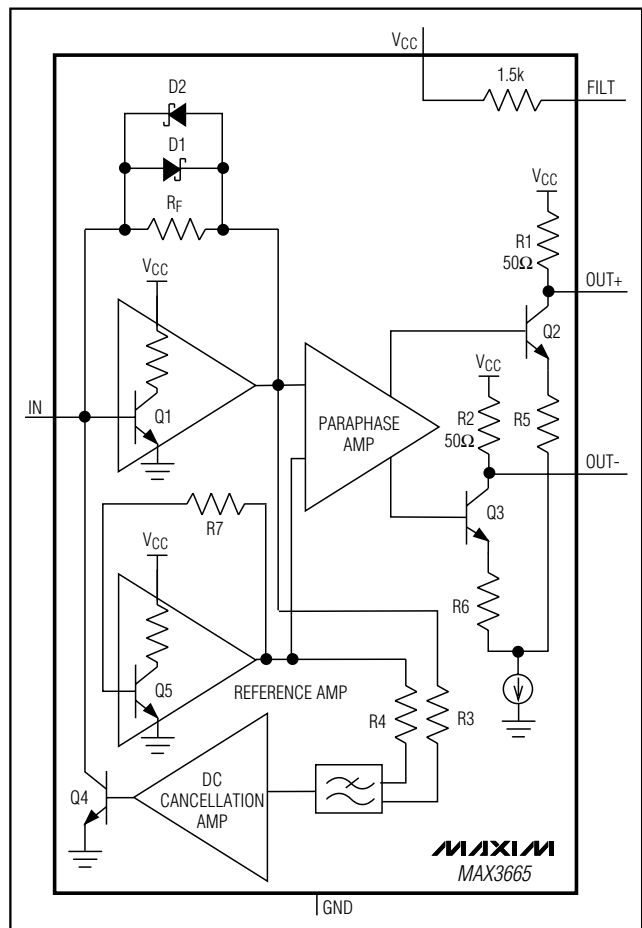 VCC
1.5k
FILT
D2
D1
RF
VCC
R1
50Ω
OUT+
VCC
Q2
IN
Q1
PARAPHASE
AMP
VCC
R2
50Ω
R5
OUT-
R7
Q3
VCC
R6
Q5
REFERENCE AMP
R4
R3
DC
CANCELLATION
AMP
Q4
MAXIM
MAX3665
GND